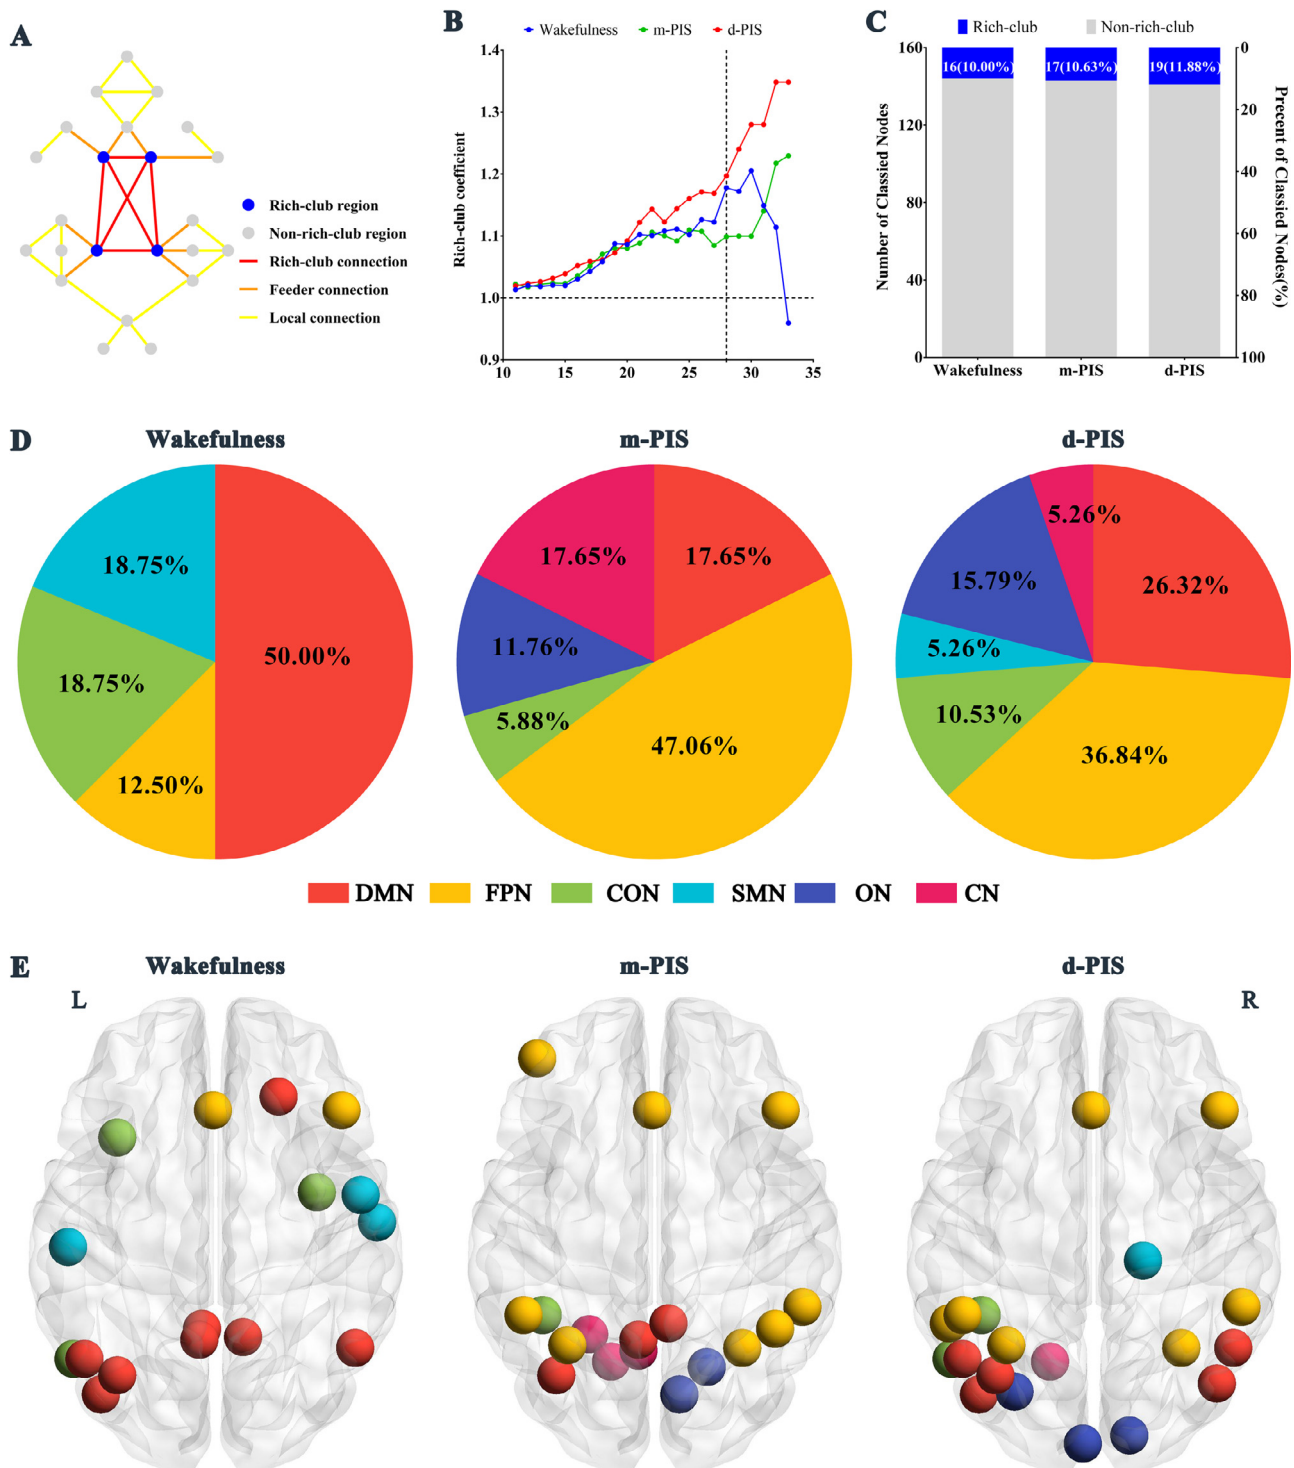 A
Rich-club region
Non-rich-club region
Rich-club connection
Feeder connection
Local connection
B
Wakefulness m-PIS d-PIS
Rich-club coefficient
1.4
1.3
1.2
1.1
1.0
0.9
10 15 20 25 30 35
C
Rich-club Non-rich-club
Number of Classied Nodes
160
120
80
40
0
16(10.00%) 17(10.63%) 19(11.88%)
0
20
40
60
80
100
Precent of Classied Nodes(%)
Wakefulness m-PIS d-PIS
D
Wakefulness
18.75%
50.00%
18.75%
12.50%
m-PIS
17.65% 17.65%
11.76%
5.88%
47.06%
d-PIS
5.26%
15.79%
26.32%
5.26%
10.53%
36.84%
DMN FPN CON SMN ON CN
E
Wakefulness m-PIS d-PIS
L R